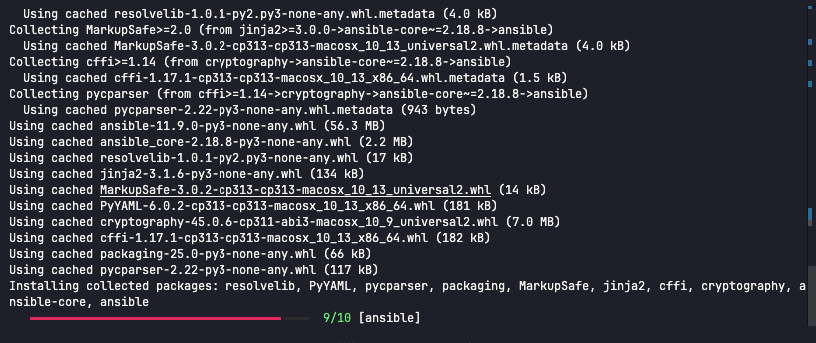 Using cached resolvelib-1.0.1-py2.py3-none-any.whl.metadata (4.0 kB)
Collecting MarkupSafe>=2.0 (from jinja2>=3.0.0->ansible-core~=2.18.8->ansible)
Using cached MarkupSafe-3.0.2-cp313-cp313-macosx_10_13_universal2.whl.metadata (4.0 kB)
Collecting cffi>=1.14 (from cryptography->ansible-core~=2.18.8->ansible)
Using cached cffi-1.17.1-cp313-cp313-macosx_10_13_x86_64.whl.metadata (1.5 kB)
Collecting pycparser (from cffi>=1.14->cryptography->ansible-core~=2.18.8->ansible)
Using cached pycparser-2.22-py3-none-any.whl.metadata (943 bytes)
Using cached ansible-11.9.0-py3-none-any.whl (56.3 MB)
Using cached ansible_core-2.18.8-py3-none-any.whl (2.2 MB)
Using cached resolvelib-1.0.1-py2.py3-none-any.whl (17 kB)
Using cached jinja2-3.1.6-py3-none-any.whl (134 kB)
Using cached MarkupSafe-3.0.2-cp313-cp313-macosx_10_13_universal2.whl (14 kB)
Using cached PyYAML-6.0.2-cp313-cp313-macosx_10_13_x86_64.whl (181 kB)
Using cached cryptography-45.0.6-cp311-abi3-macosx_10_9_universal2.whl (7.0 MB)
Using cached cffi-1.17.1-cp313-cp313-macosx_10_13_x86_64.whl (182 kB)
Using cached packaging-25.0-py3-none-any.whl (66 kB)
Using cached pycparser-2.22-py3-none-any.whl (117 kB)
Installing collected packages: resolvelib, PyYAML, pycparser, packaging, MarkupSafe, jinja2, cffi, cryptography, a
nsible-core, ansible
9/10 [ansible]